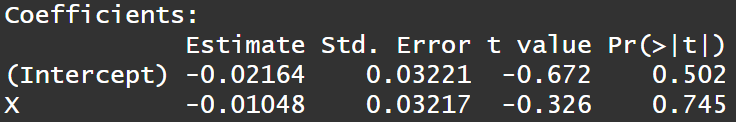 Coefficients:
Estimate Std. Error t value Pr(>|t|)
(Intercept) -0.02164 0.03221 -0.672 0.502
X -0.01048 0.03217 -0.326 0.745